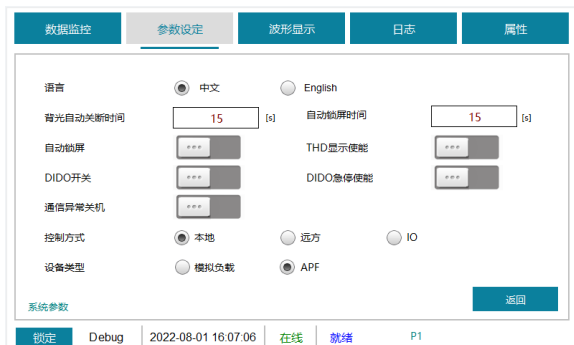 数据监控 参数设定 波形显示 日志 属性
语言 中文 English
背光自动关断时间 15 [s] 自动锁屏时间 15 [s]
自动锁屏 THD显示使能
DIDO开关 DIDO急停使能
通信异常关机
控制方式 本地 远方 IO
设备类型 模拟负载 APF
系统参数 返回
锁定 Debug 2022-08-01 16:07:06 在线 就绪 P1